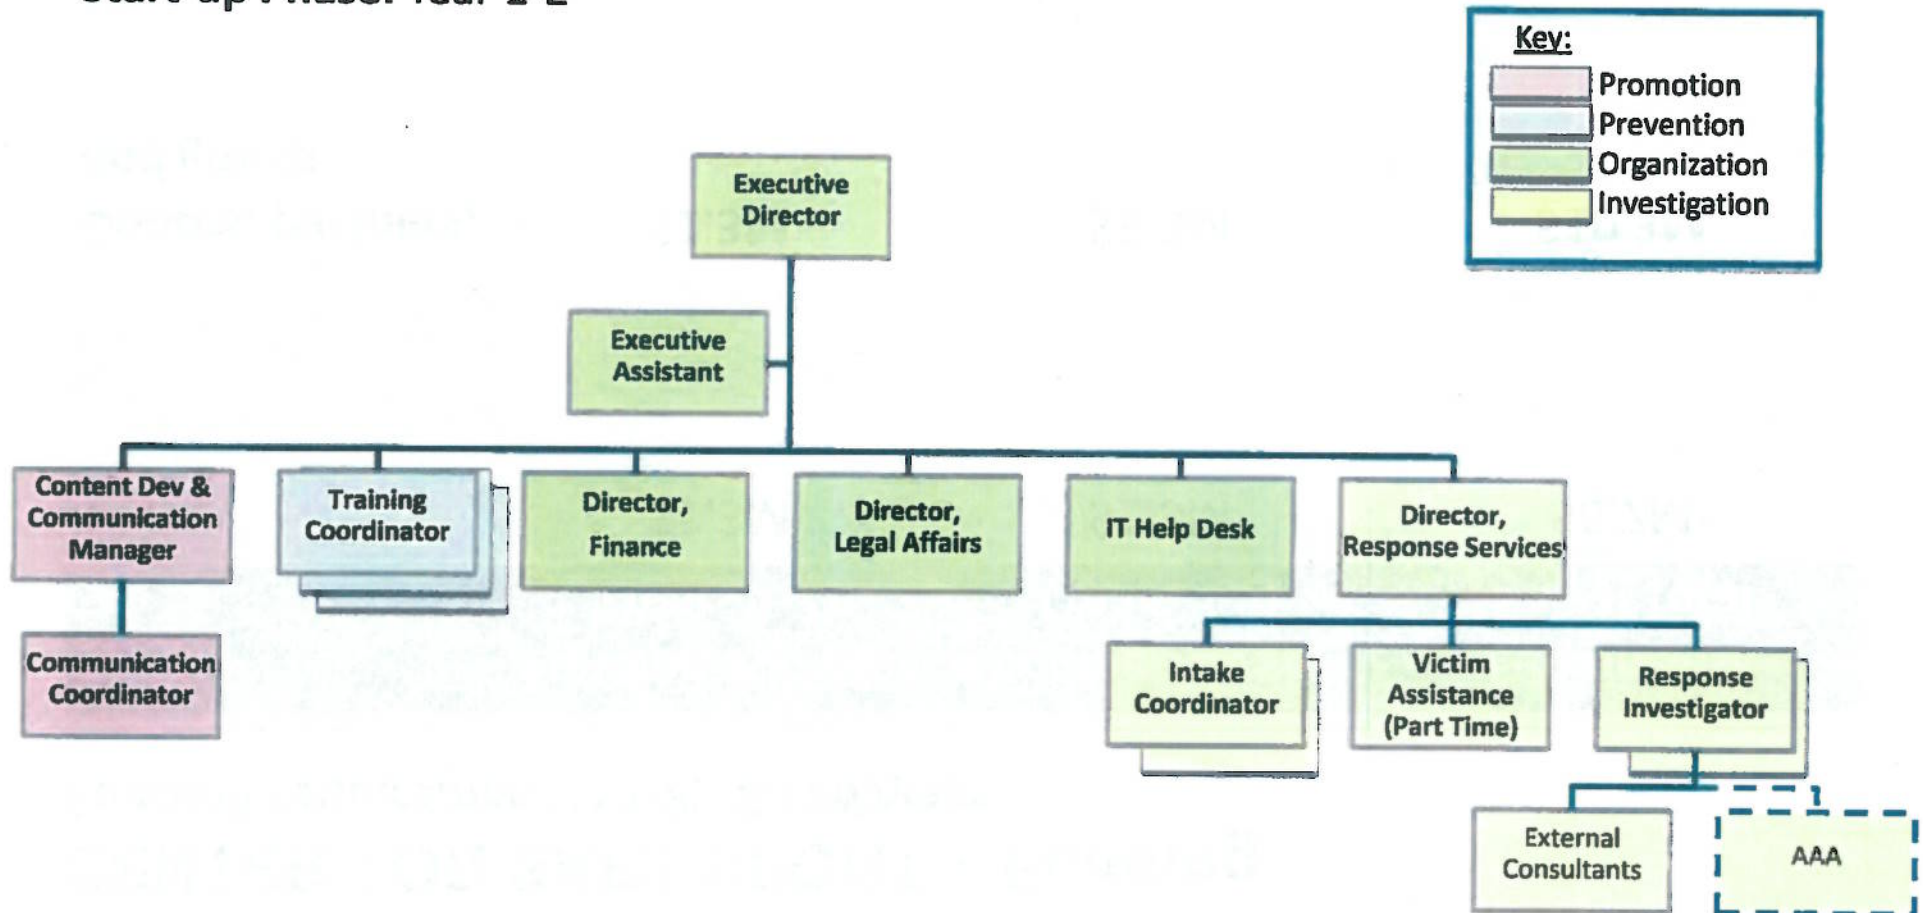 Key:
Promotion
Prevention
Organization
Investigation
Executive
Director
Executive
Assistant
Content Dev &
Communication
Manager
Training
Coordinator
Director,
Finance
Director,
Legal Affairs
IT Help Desk
Director,
Response Services
Communication
Coordinator
Intake
Coordinator
Victim
Assistance
(Part Time)
Response
Investigator
External
Consultants
AAA